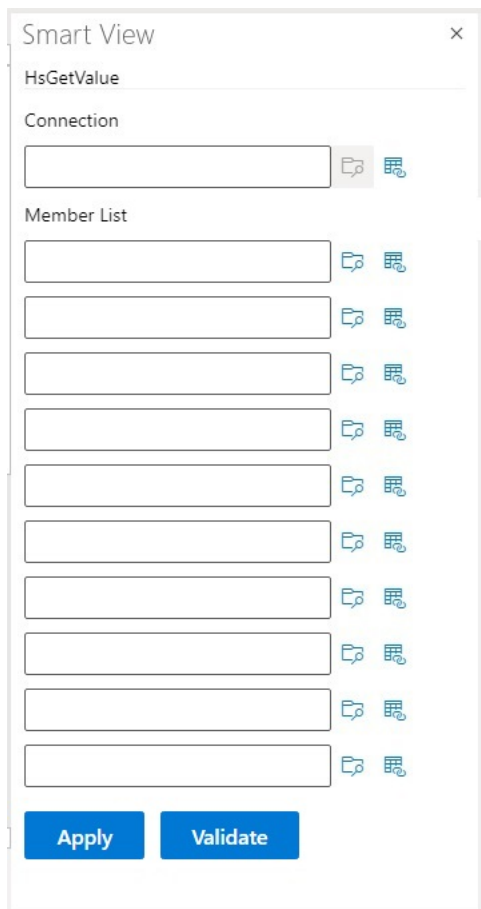 Smart View
HsGetValue
Connection
Member List
Apply Validate